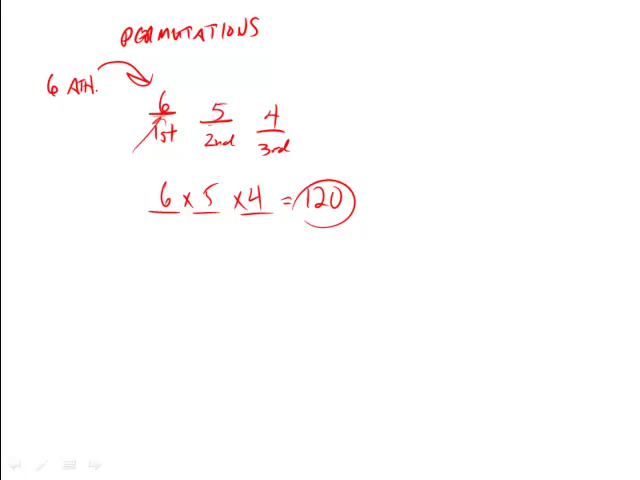 PERMUTATIONS
6 ATH.
6 5 4
1st 2nd 3rd
6 × 5 × 4 = 120